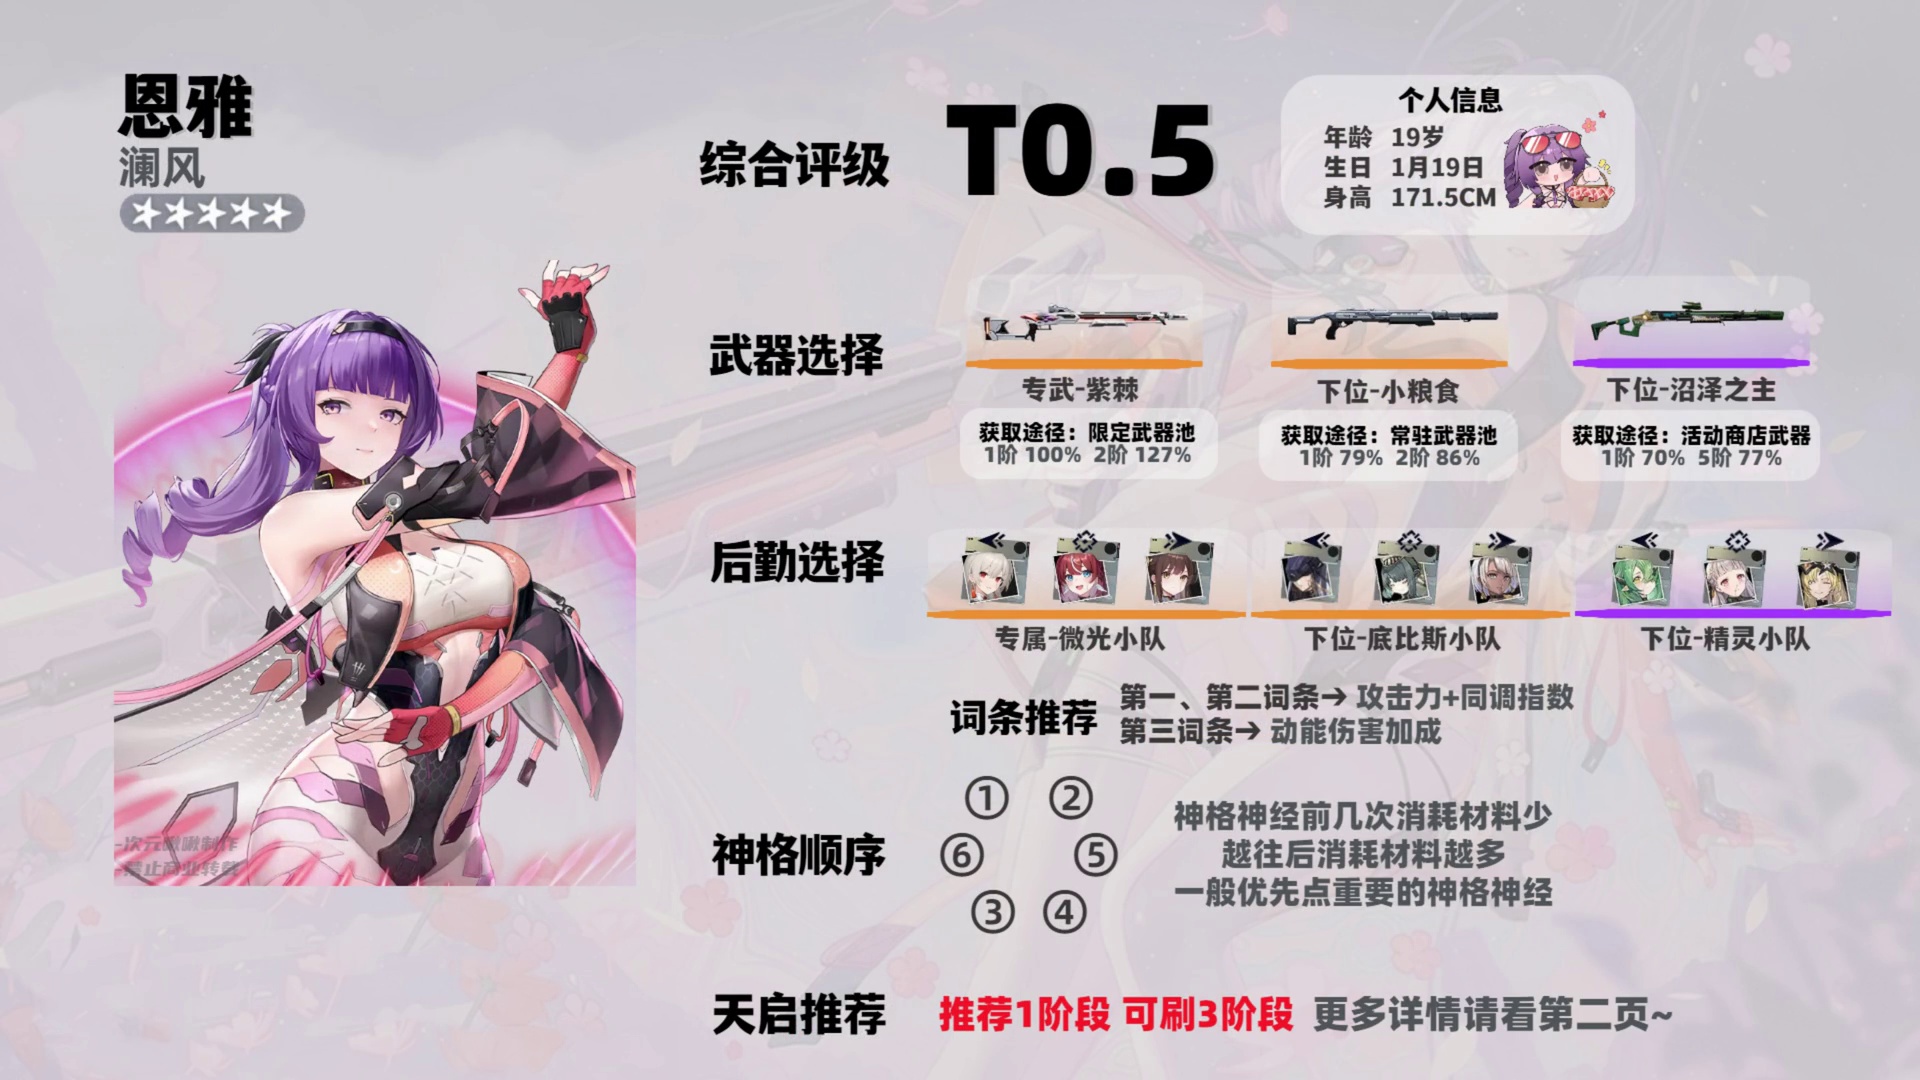 恩雅
澜风
综合评级
T0.5
个人信息
年龄 19岁
生日 1月19日
身高 171.5CM
武器选择
专武-紫棘
获取途径：限定武器池
1阶 100% 2阶 127%
下位-小粮食
获取途径：常驻武器池
1阶 79% 2阶 86%
下位-沼泽之主
获取途径：活动商店武器
1阶 70% 5阶 77%
后勤选择
专属-微光小队
下位-底比斯小队
下位-精灵小队
词条推荐
第一、第二词条→ 攻击力+同调指数
第三词条→ 动能伤害加成
神格顺序
① ②
⑥ ⑤
③ ④
神格神经前几次消耗材料少
越往后消耗材料越多
一般优先点重要的神格神经
天启推荐
推荐1阶段 可刷3阶段 更多详情请看第二页~
-次元啾啾制作
-禁止商业转载